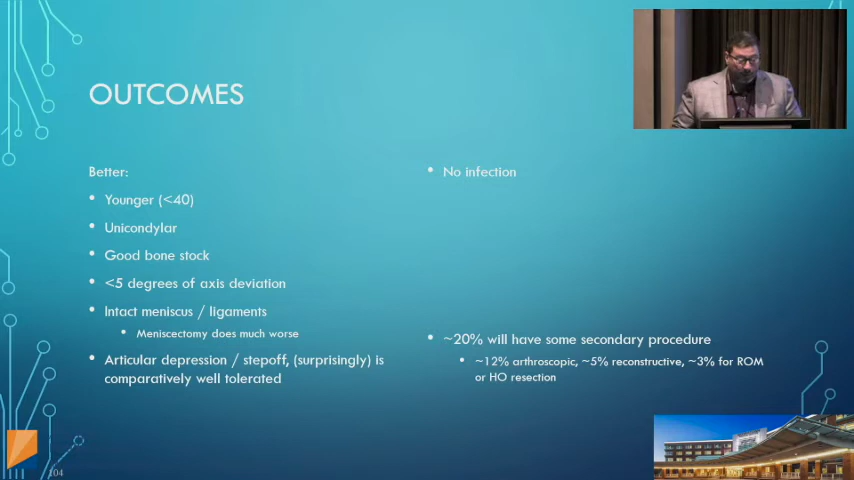 OUTCOMES
Better:
• Younger (<40)
• Unicondylar
• Good bone stock
• <5 degrees of axis deviation
• Intact meniscus / ligaments
• Meniscectomy does much worse
• Articular depression / stepoff, (surprisingly) is
comparatively well tolerated
• No infection
• ~20% will have some secondary procedure
• ~12% arthroscopic, ~5% reconstructive, ~3% for ROM
or HO resection
104